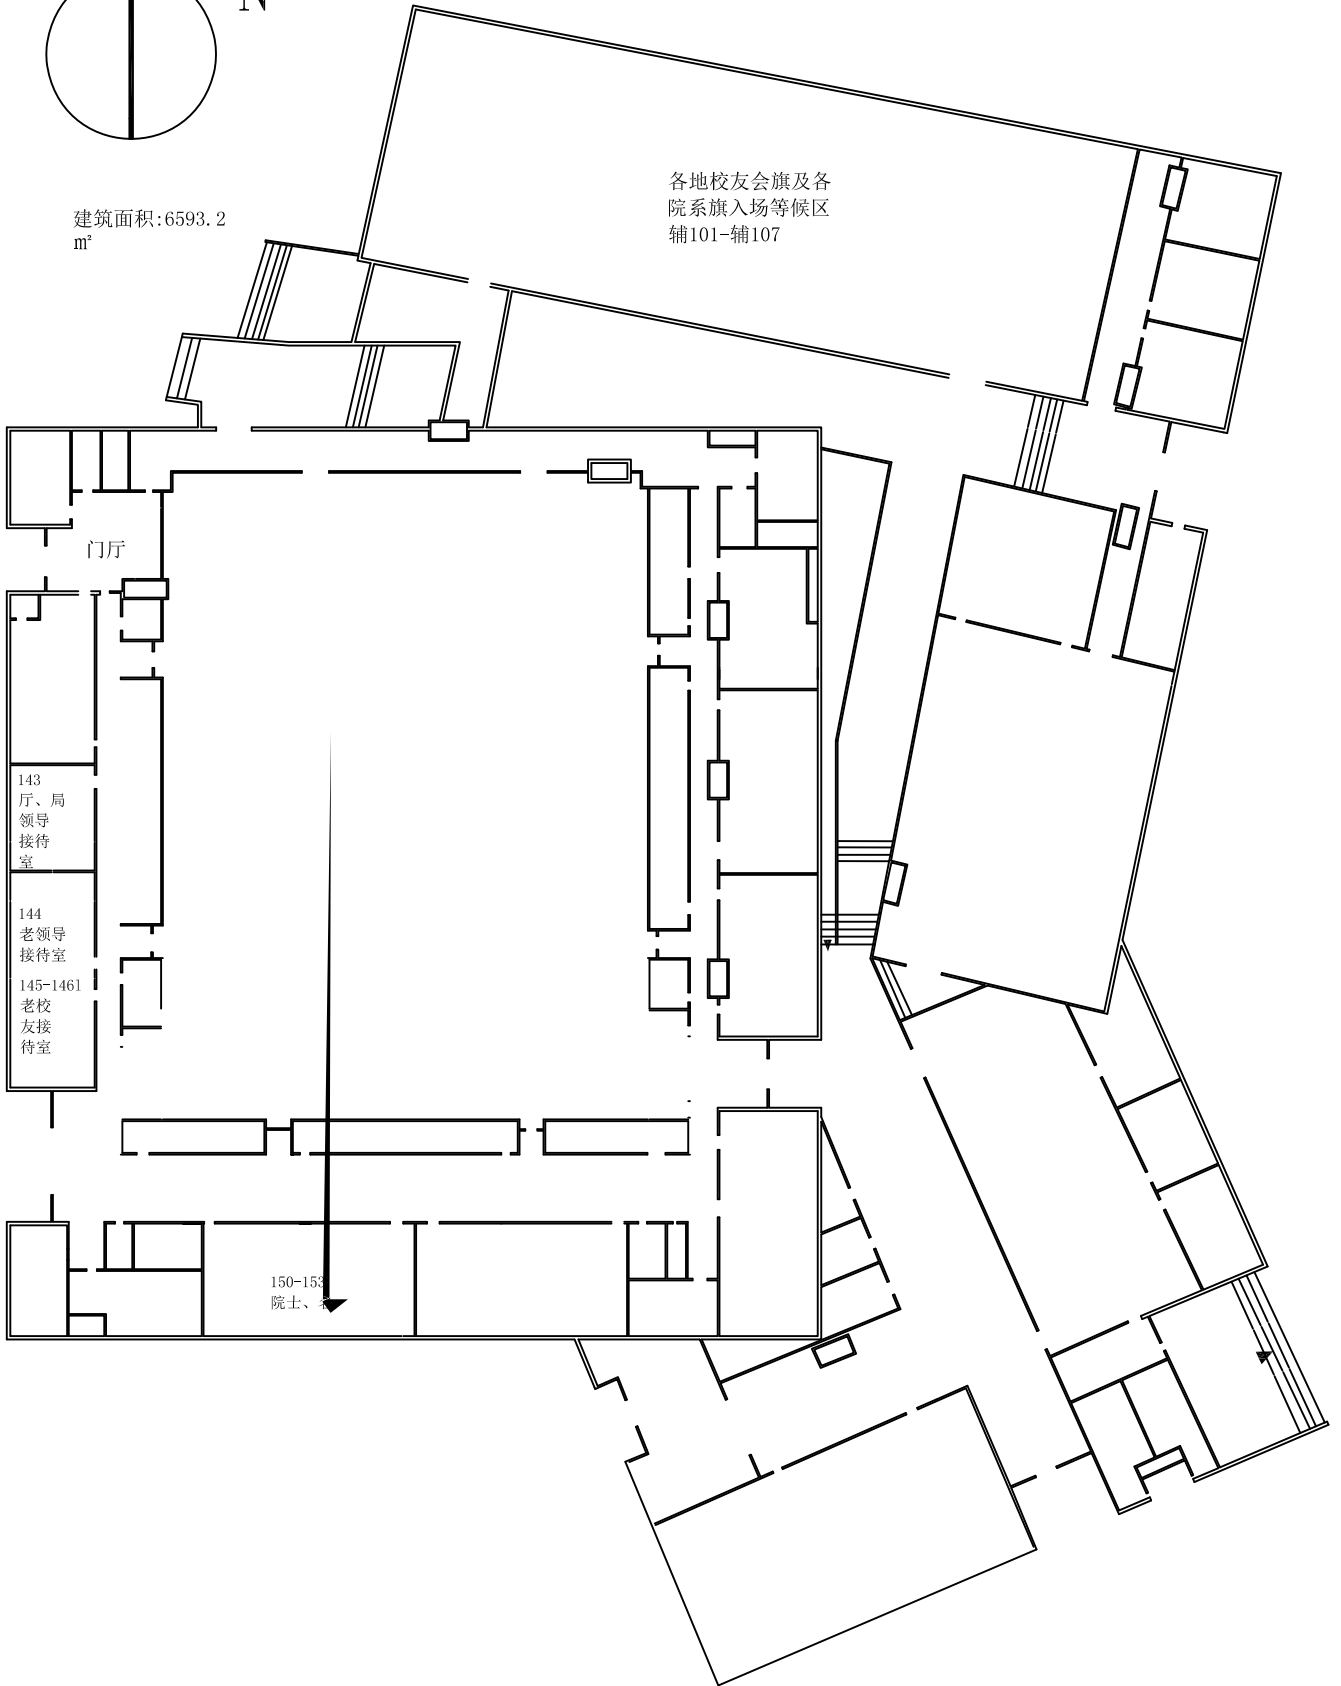 N
建筑面积:6593.2
m²
各地校友会旗及各
院系旗入场等候区
辅101-辅107
门厅
143
厅、局
领导
接待
室
144
老领导
接待室
145-146l
老校
友接
待室
150-153
院士、